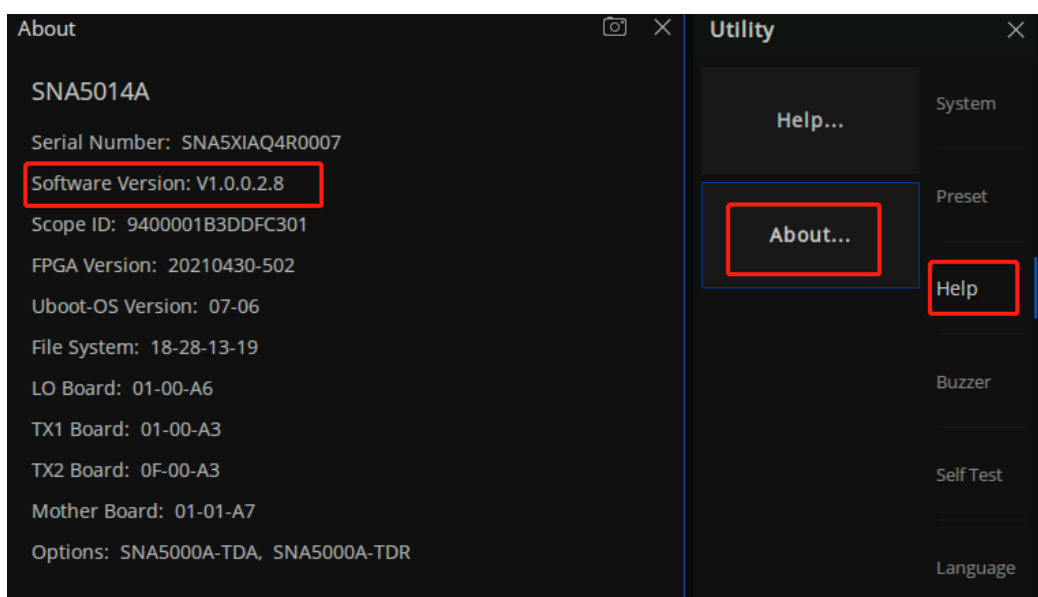 About
SNA5014A
Serial Number: SNA5XIAQ4R0007
Software Version: V1.0.0.2.8
Scope ID: 9400001B3DDFC301
FPGA Version: 20210430-502
Uboot-OS Version: 07-06
File System: 18-28-13-19
LO Board: 01-00-A6
TX1 Board: 01-00-A3
TX2 Board: 0F-00-A3
Mother Board: 01-01-A7
Options: SNA5000A-TDA, SNA5000A-TDR
Utility
Help...
About...
System
Preset
Help
Buzzer
Self Test
Language